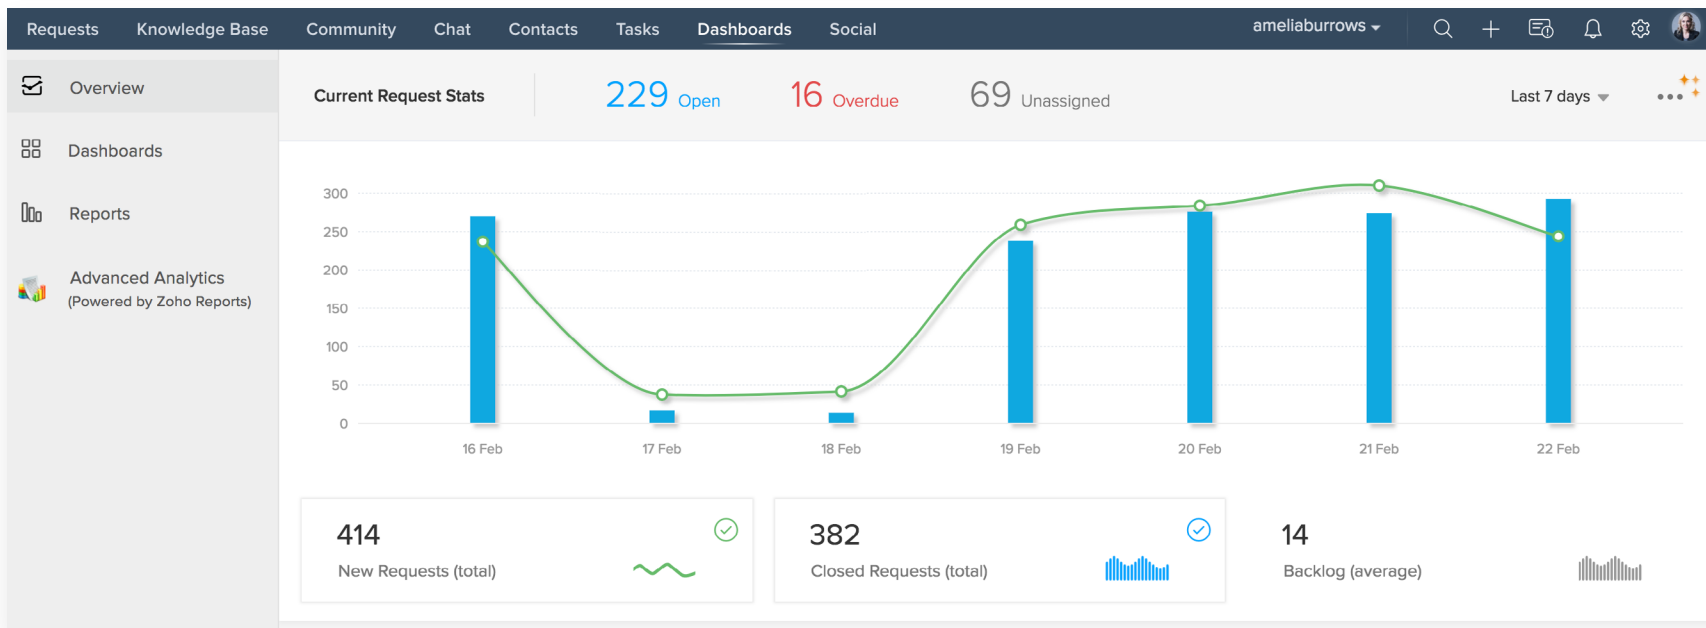 Requests Knowledge Base Community Chat Contacts Tasks Dashboards Social ameliaburrows
Overview
Dashboards
Reports
Advanced Analytics
(Powered by Zoho Reports)
Current Request Stats 229 Open 16 Overdue 69 Unassigned Last 7 days
300
250
200
150
100
50
0
16 Feb 17 Feb 18 Feb 19 Feb 20 Feb 21 Feb 22 Feb
414
New Requests (total)
382
Closed Requests (total)
14
Backlog (average)